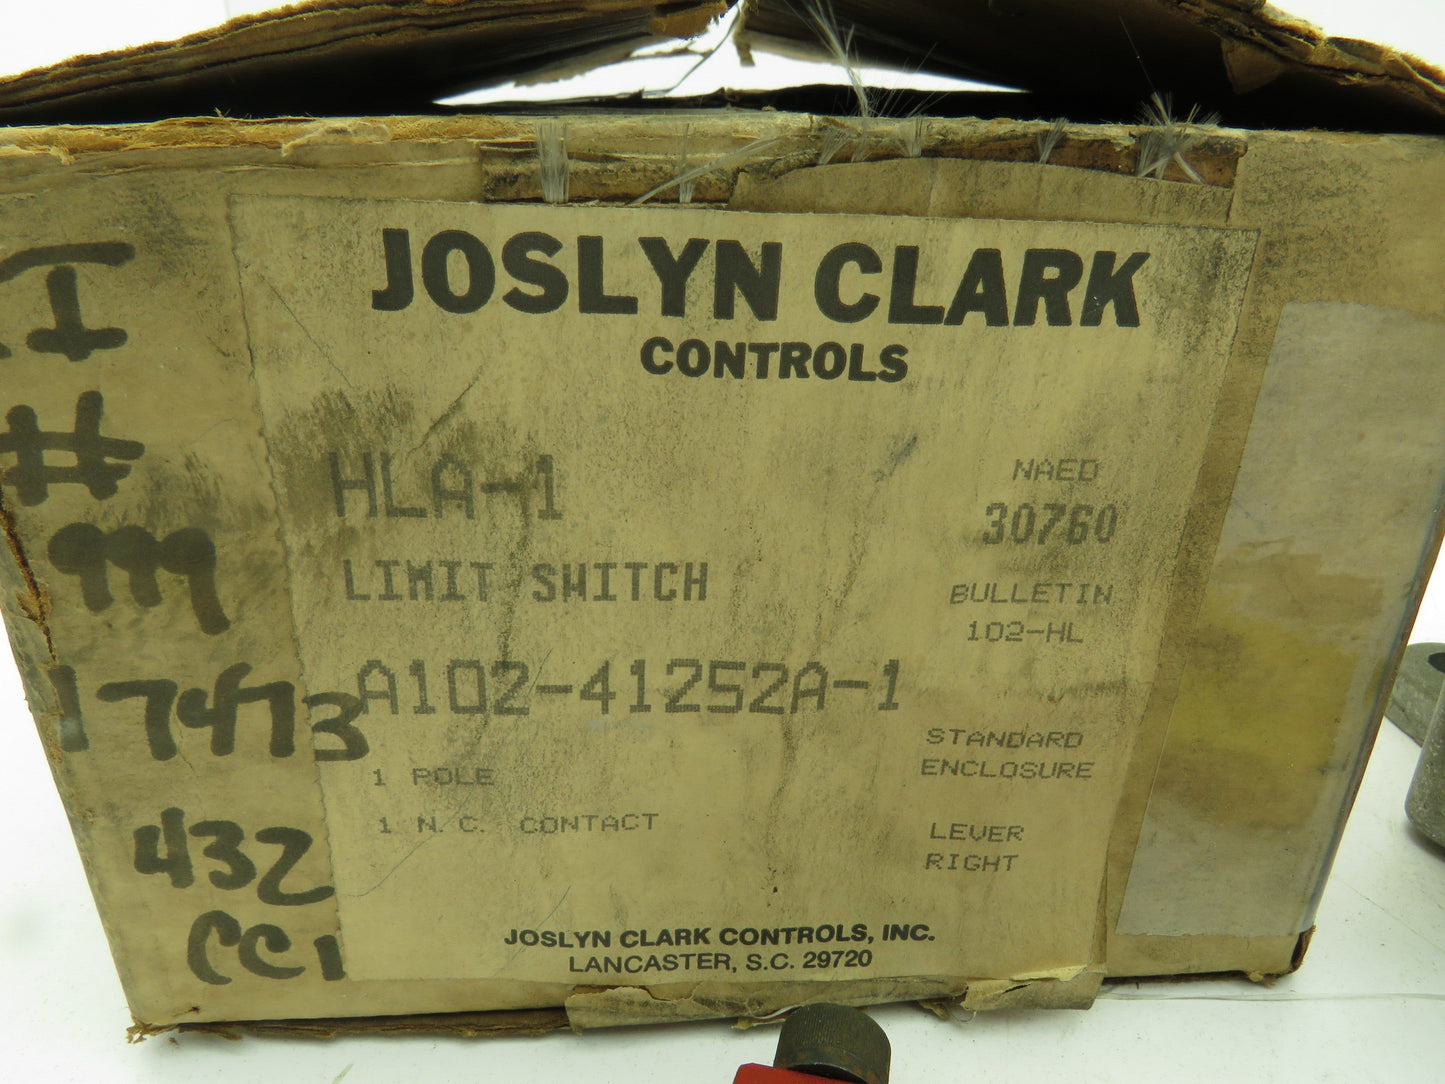 JOSLYN CLARK
CONTROLS
HLA-1
LIMIT SWITCH
A102-41252A-1
1 POLE
1 N.C. CONTACT
NAED
30760
BULLETIN
102-HL
STANDARD
ENCLOSURE
LEVER
RIGHT
JOSLYN CLARK CONTROLS, INC.
LANCASTER, S.C. 29720
#
999
17473
432
CC1